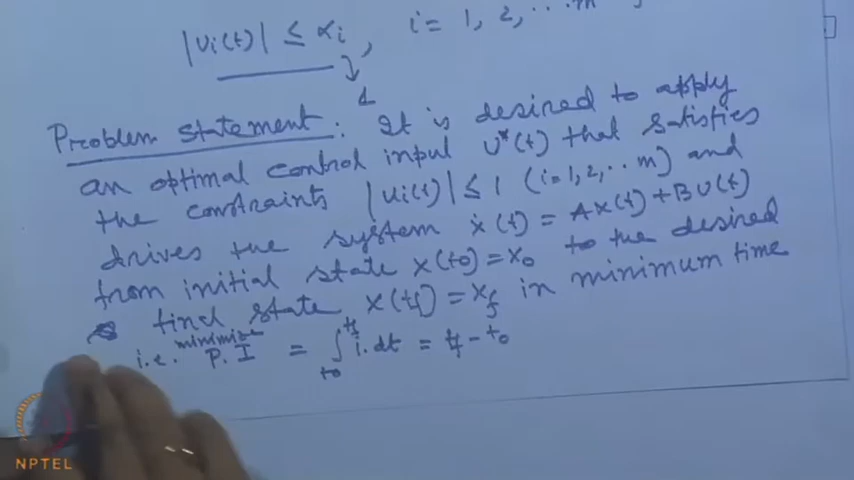 |Ui(t)| ≤ αi, i = 1, 2, ... m
1
Problem statement: It is desired to apply
an optimal control input U*(t) that satisfies
the constraints |Ui(t)| ≤ 1 (i=1,2,..m) and
drives the system ẋ(t) = AX(t)+BU(t)
from initial state X(t0) = X0 to the desired
final state X(tf) = Xf in minimum time
i.e. minimize P.I = ∫_{t0}^{tf} 1.dt = tf - t0
NPTEL